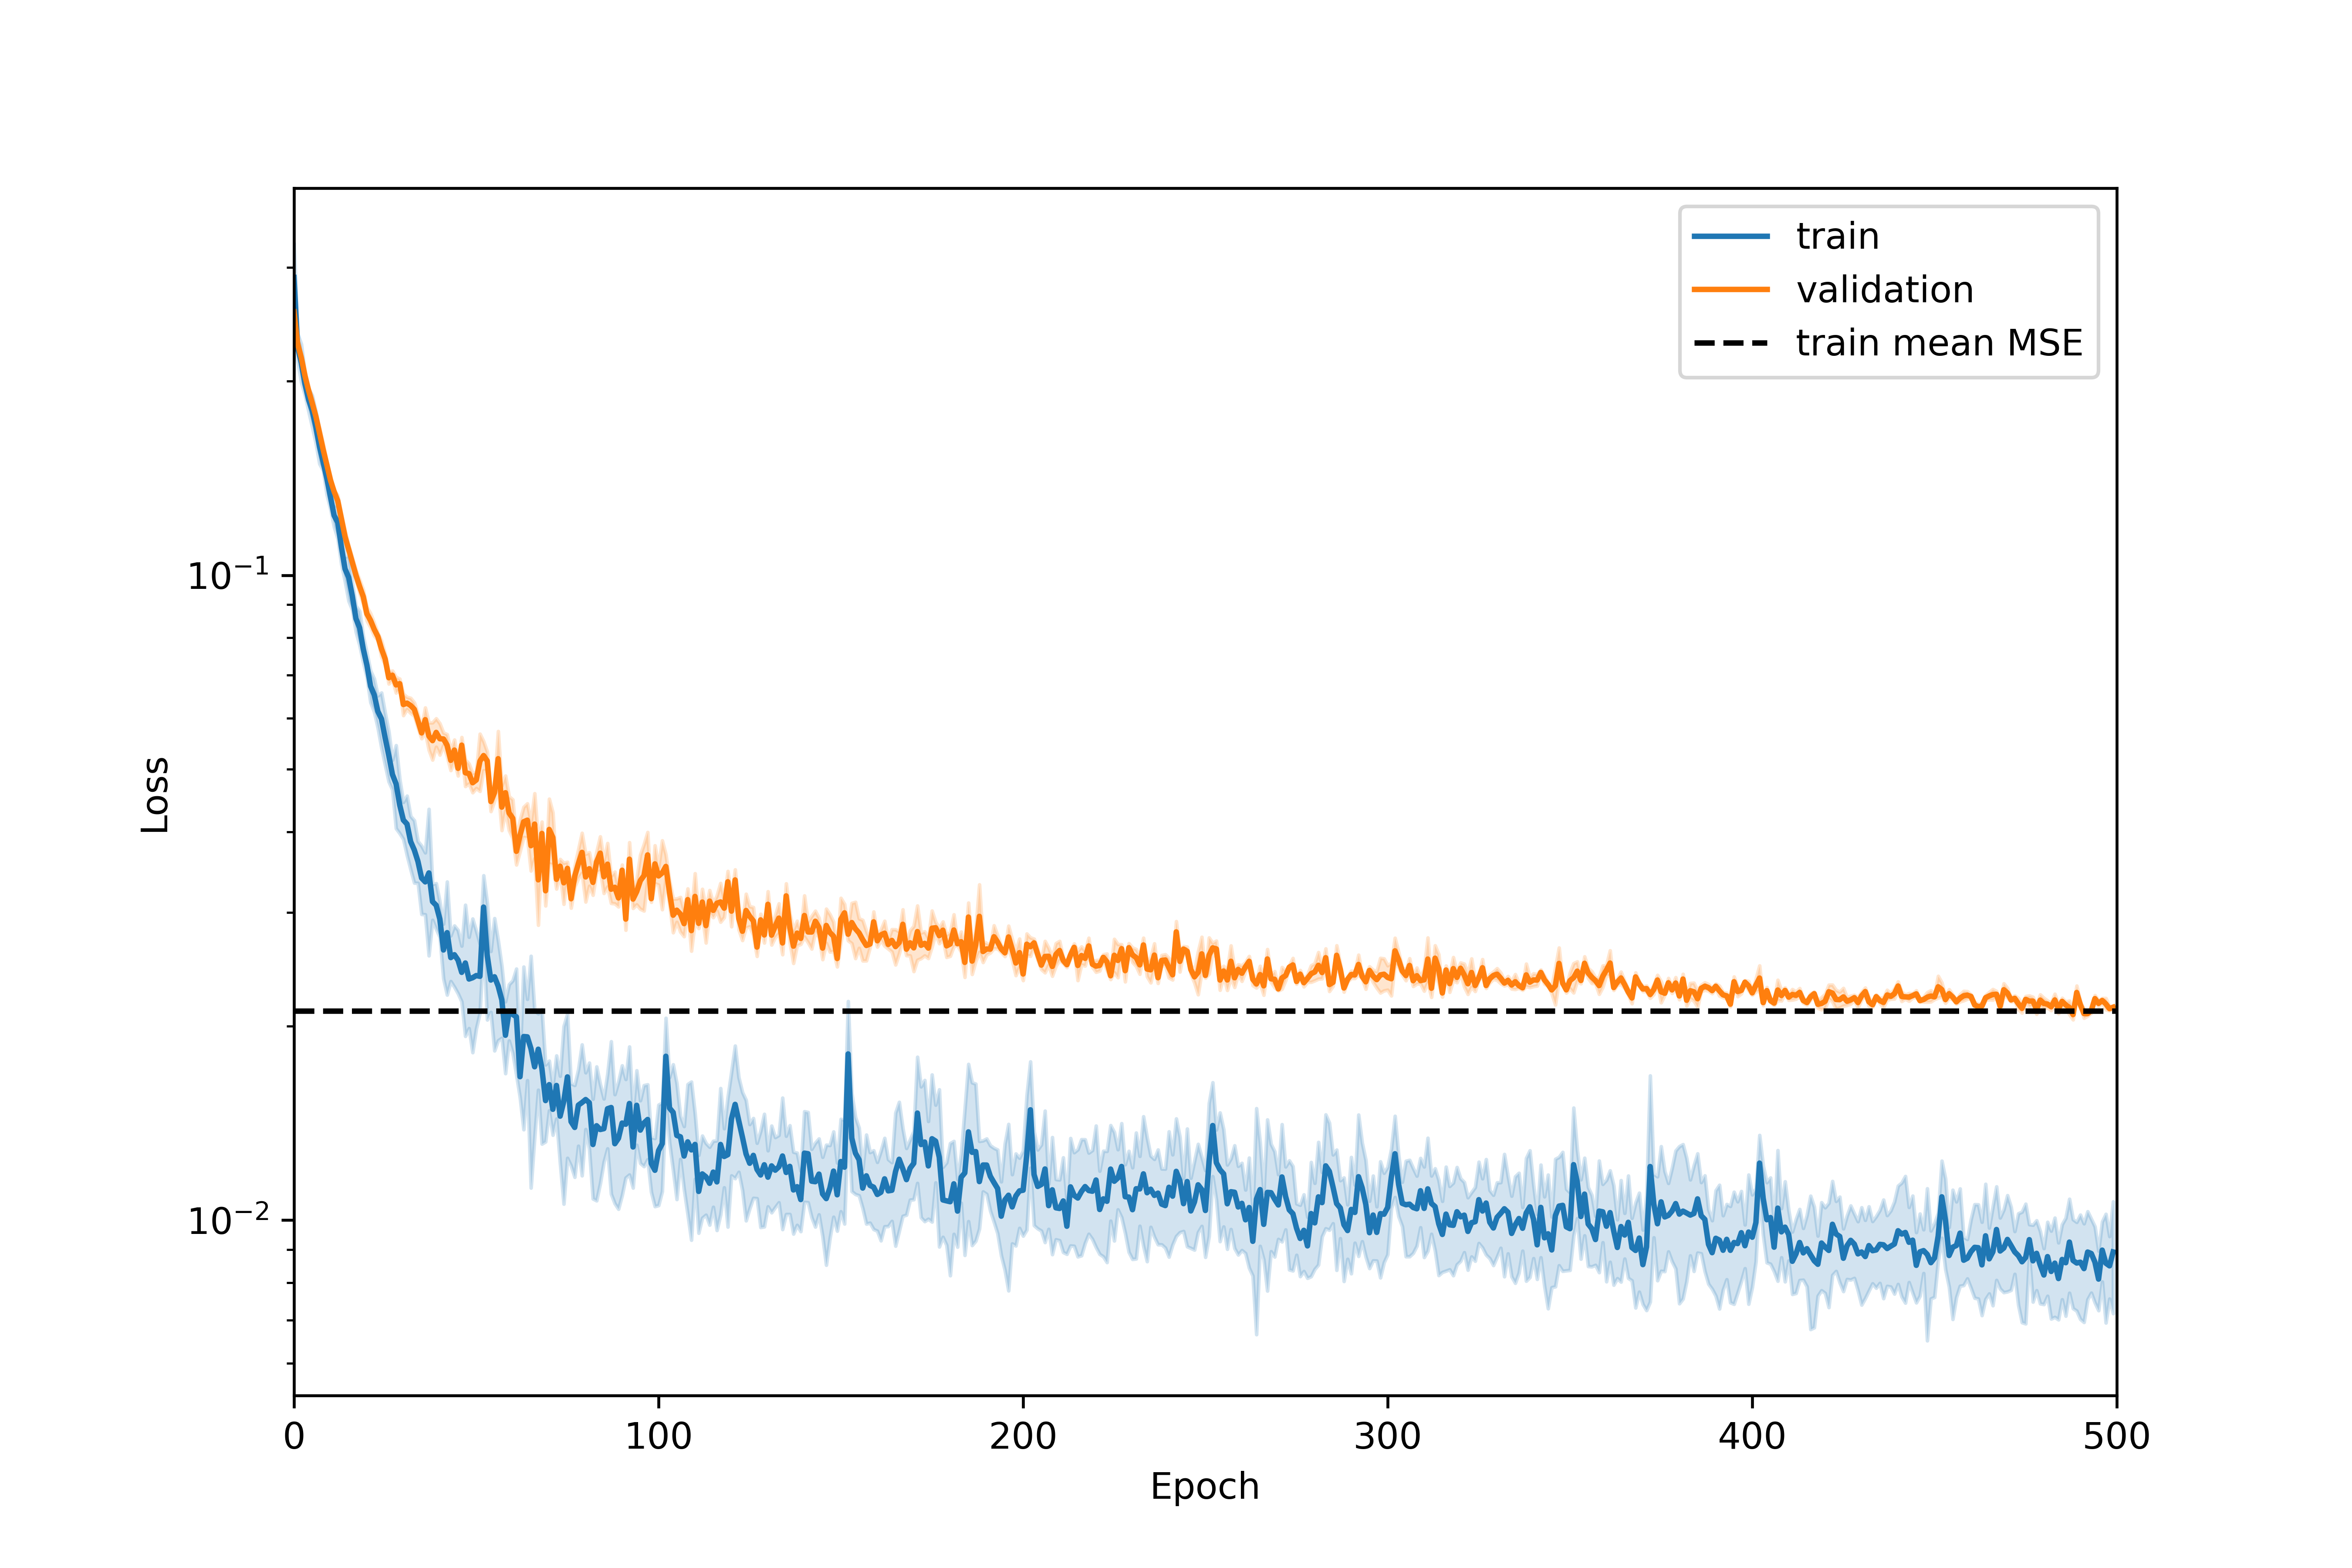 train
validation
train mean MSE
Loss
10⁻¹
10⁻²
0 100 200 300 400 500
Epoch